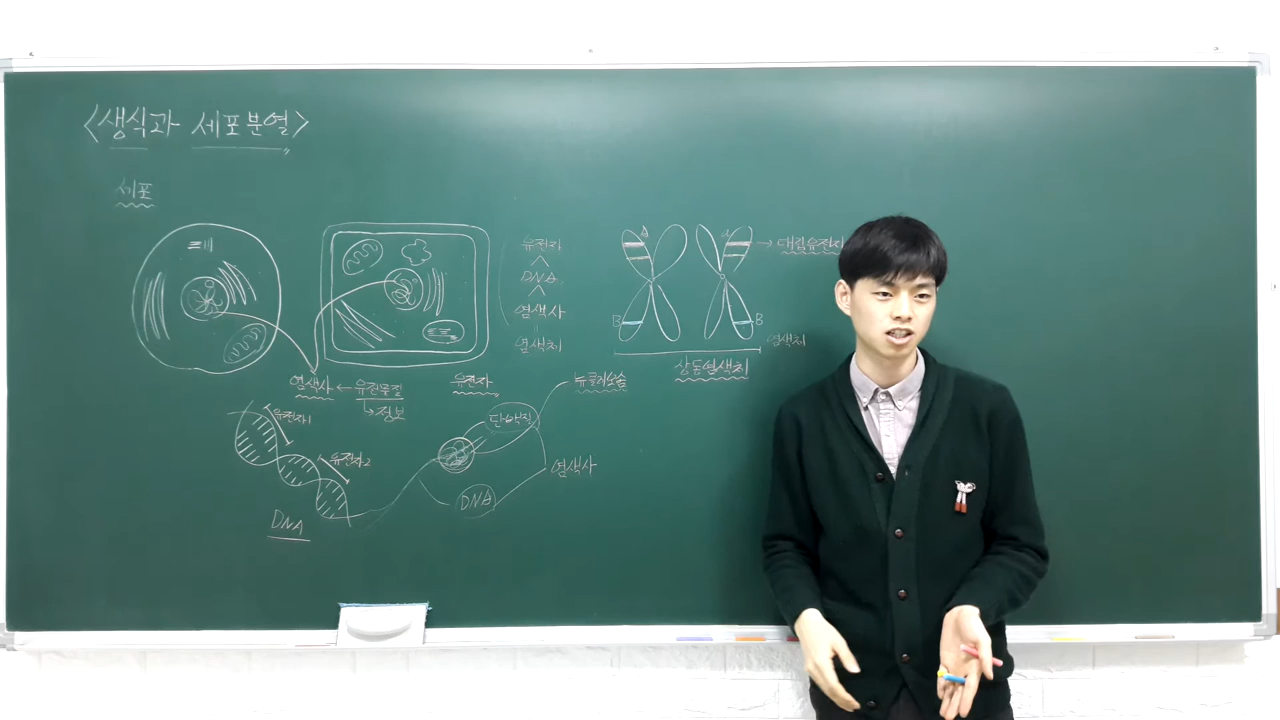 <생식과 세포분열>
세포
유전자
DNA
염색사
염색체
A
A
→ 대립유전자
B
B
염색체
상동염색체
염색사 ← 유전물질
↳ 정보
유전자
뉴클레오솜
유전자1
유전자2
단백질
염색사
DNA
DNA